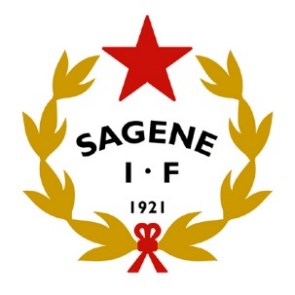 SAGENE
I · F
1921